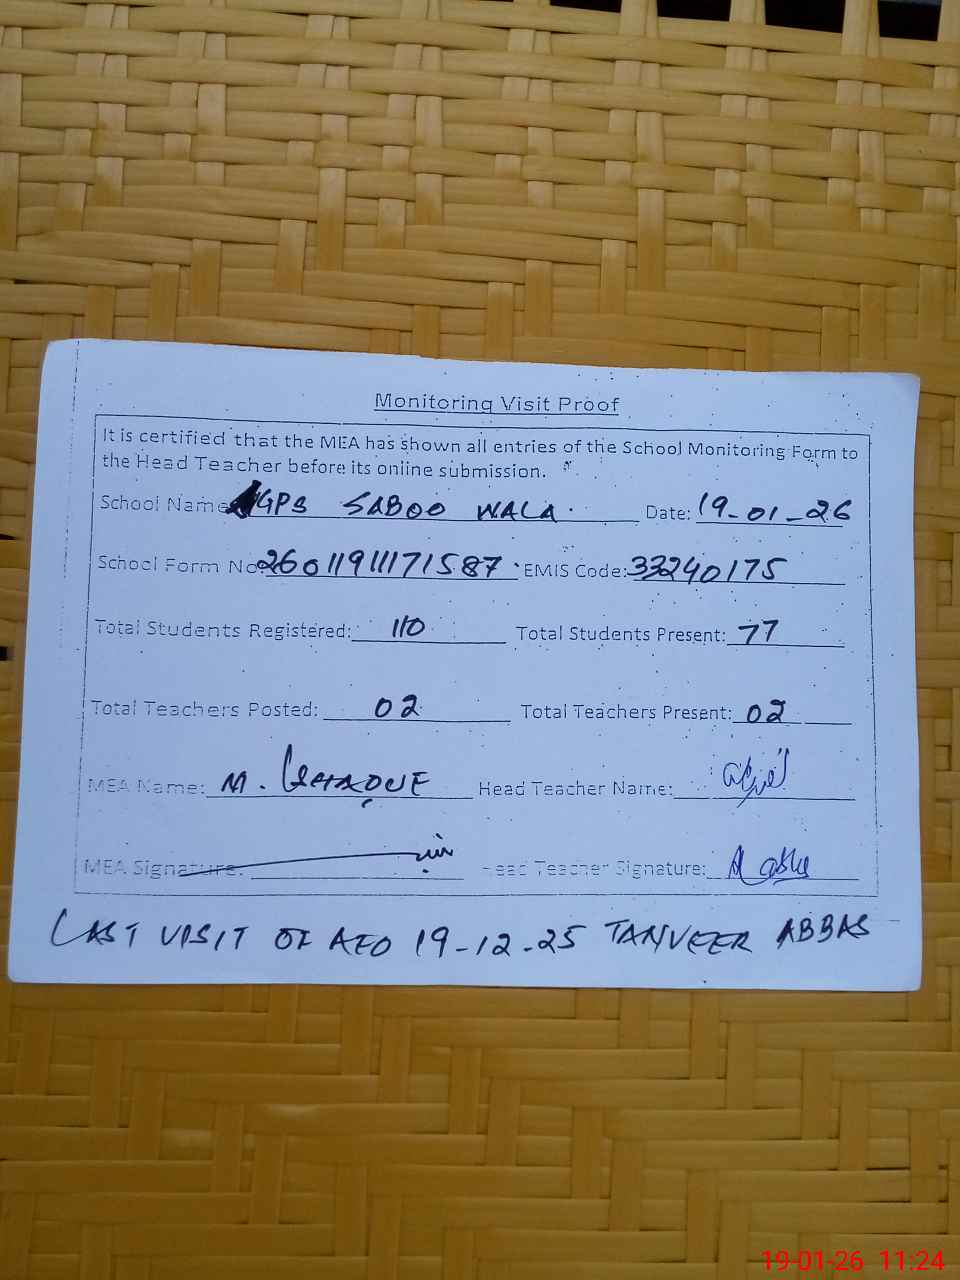 Monitoring Visit Proof
It is certified that the MEA has shown all entries of the School Monitoring Form to
the Head Teacher before its online submission.
School Name: GPS SABOO WALA. Date: 19-01-26
School Form No. 26011911171587 EMIS Code: 33240175
Total Students Registered: 110 Total Students Present: 77
Total Teachers Posted: 02 Total Teachers Present: 02
MEA Name: M. Head Teacher Name:
MEA Signature: Head Teacher Signature:
LAST VISIT OF AEO 19-12-25 TANVEER ABBAS
19-01-26 11:24